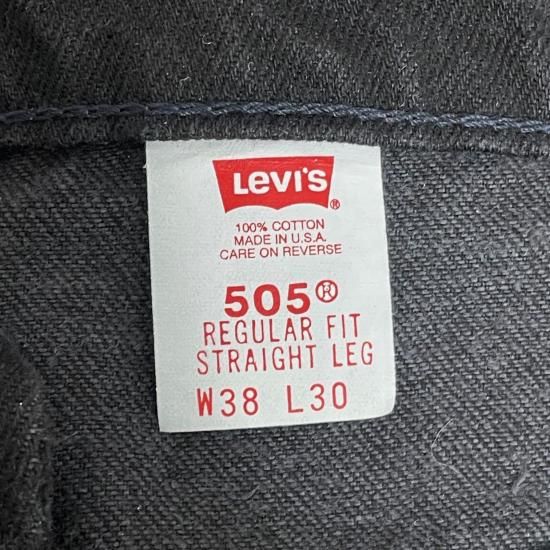 Levi's®
100% COTTON
MADE IN U.S.A.
CARE ON REVERSE
505®
REGULAR FIT
STRAIGHT LEG
W38 L30